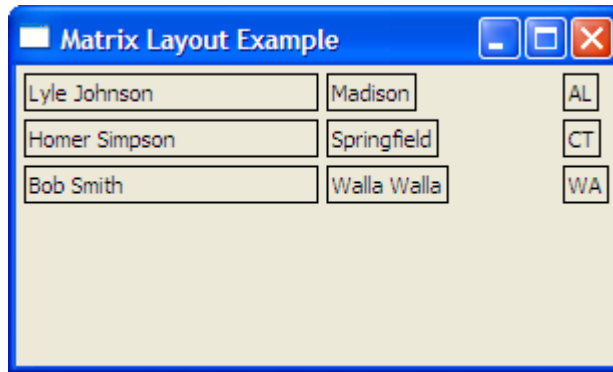 Matrix Layout Example
Lyle Johnson Madison AL
Homer Simpson Springfield CT
Bob Smith Walla Walla WA